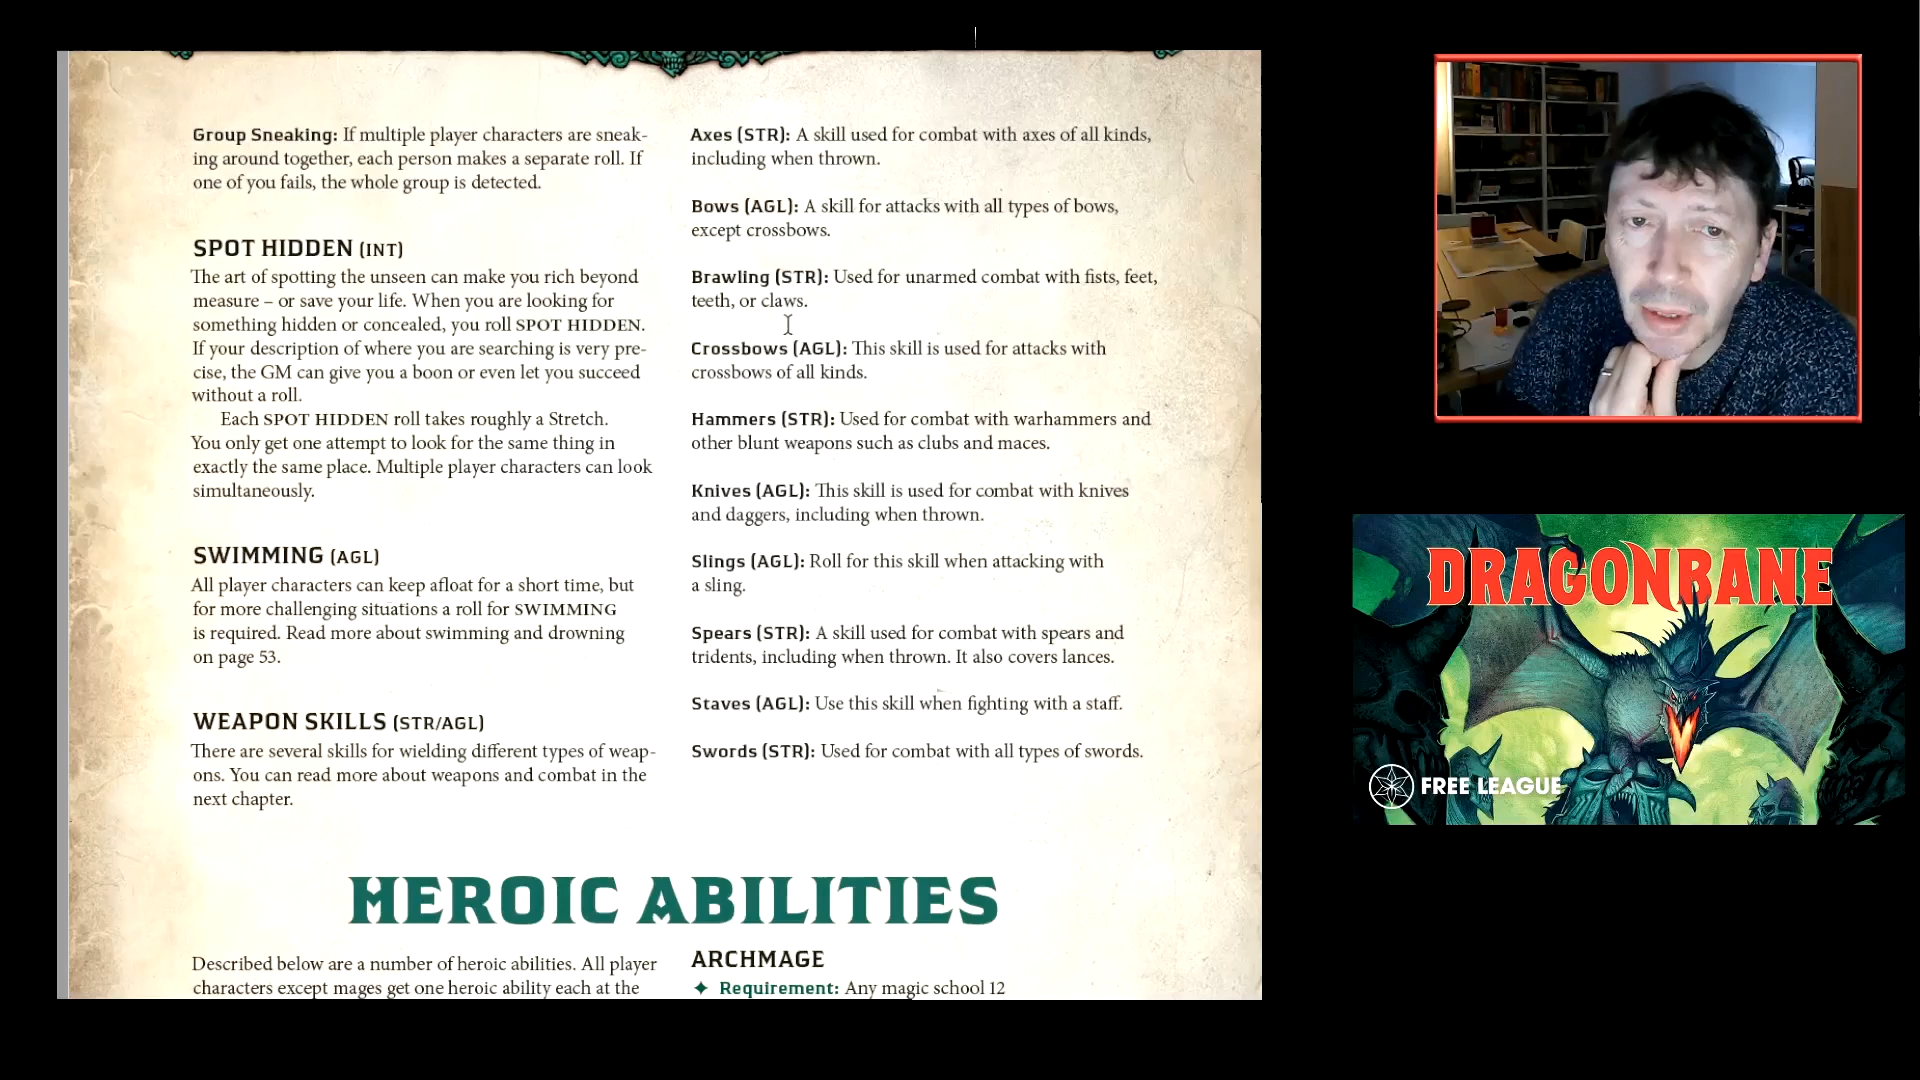 Group Sneaking: If multiple player characters are sneak-
ing around together, each person makes a separate roll. If
one of you fails, the whole group is detected.
SPOT HIDDEN (INT)
The art of spotting the unseen can make you rich beyond
measure – or save your life. When you are looking for
something hidden or concealed, you roll SPOT HIDDEN.
If your description of where you are searching is very pre-
cise, the GM can give you a boon or even let you succeed
without a roll.
Each SPOT HIDDEN roll takes roughly a Stretch.
You only get one attempt to look for the same thing in
exactly the same place. Multiple player characters can look
simultaneously.
SWIMMING (AGL)
All player characters can keep afloat for a short time, but
for more challenging situations a roll for SWIMMING
is required. Read more about swimming and drowning
on page 53.
WEAPON SKILLS (STR/AGL)
There are several skills for wielding different types of weap-
ons. You can read more about weapons and combat in the
next chapter.
Axes (STR): A skill used for combat with axes of all kinds,
including when thrown.
Bows (AGL): A skill for attacks with all types of bows,
except crossbows.
Brawling (STR): Used for unarmed combat with fists, feet,
teeth, or claws.
Crossbows (AGL): This skill is used for attacks with
crossbows of all kinds.
Hammers (STR): Used for combat with warhammers and
other blunt weapons such as clubs and maces.
Knives (AGL): This skill is used for combat with knives
and daggers, including when thrown.
Slings (AGL): Roll for this skill when attacking with
a sling.
Spears (STR): A skill used for combat with spears and
tridents, including when thrown. It also covers lances.
Staves (AGL): Use this skill when fighting with a staff.
Swords (STR): Used for combat with all types of swords.
HEROIC ABILITIES
Described below are a number of heroic abilities. All player
characters except mages get one heroic ability each at the
ARCHMAGE
✦ Requirement: Any magic school 12
DRAGONBANE
FREE LEAGUE